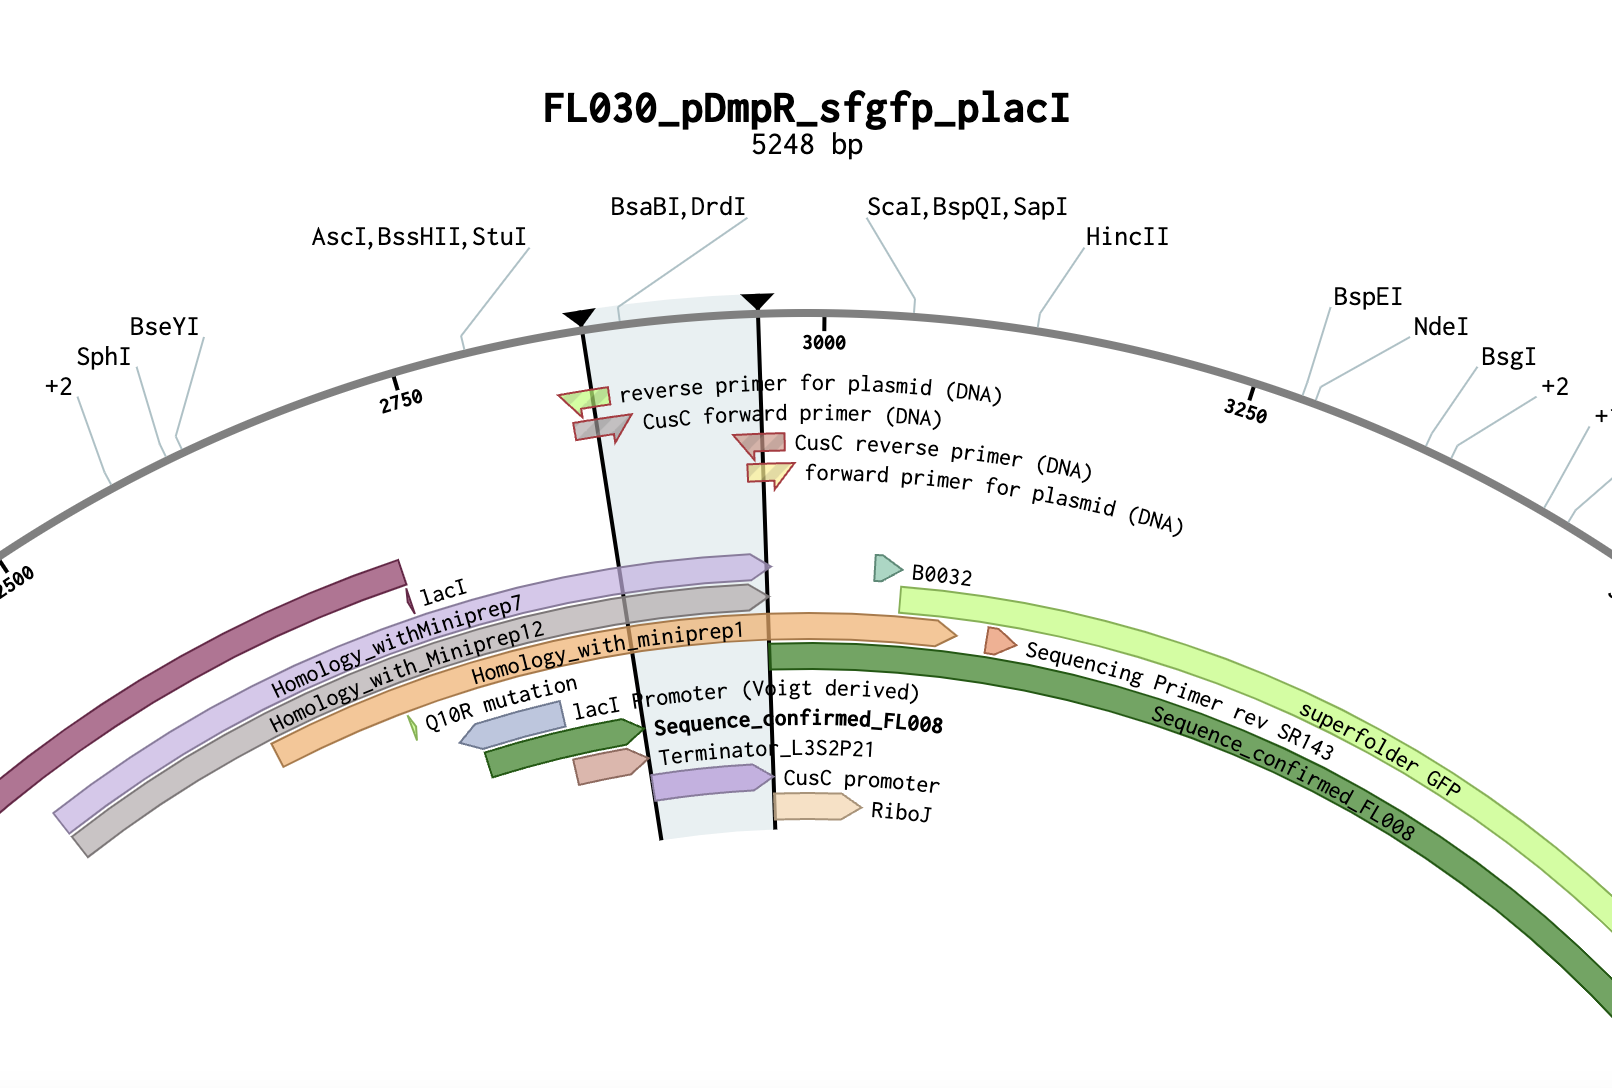 FL030_pDmpR_sfgfp_placI
5248 bp
BsaBI,DrdI
ScaI,BspQI,SapI
AscI,BssHII,StuI
HincII
BspEI
BseYI
NdeI
SphI
BsgI
+2
+2
3000
2750
3250
2500
reverse primer for plasmid (DNA)
CusC forward primer (DNA)
CusC reverse primer (DNA)
forward primer for plasmid (DNA)
lacI
B0032
Homology_withMiniprep7
Homology_with_Miniprep12
Homology_with_miniprep1
Sequencing Primer rev SR143
superfolder GFP
Sequence_confirmed_FL008
Q10R mutation
lacI Promoter (Voigt derived)
Sequence_confirmed_FL008
Terminator_L3S2P21
CusC promoter
RiboJ